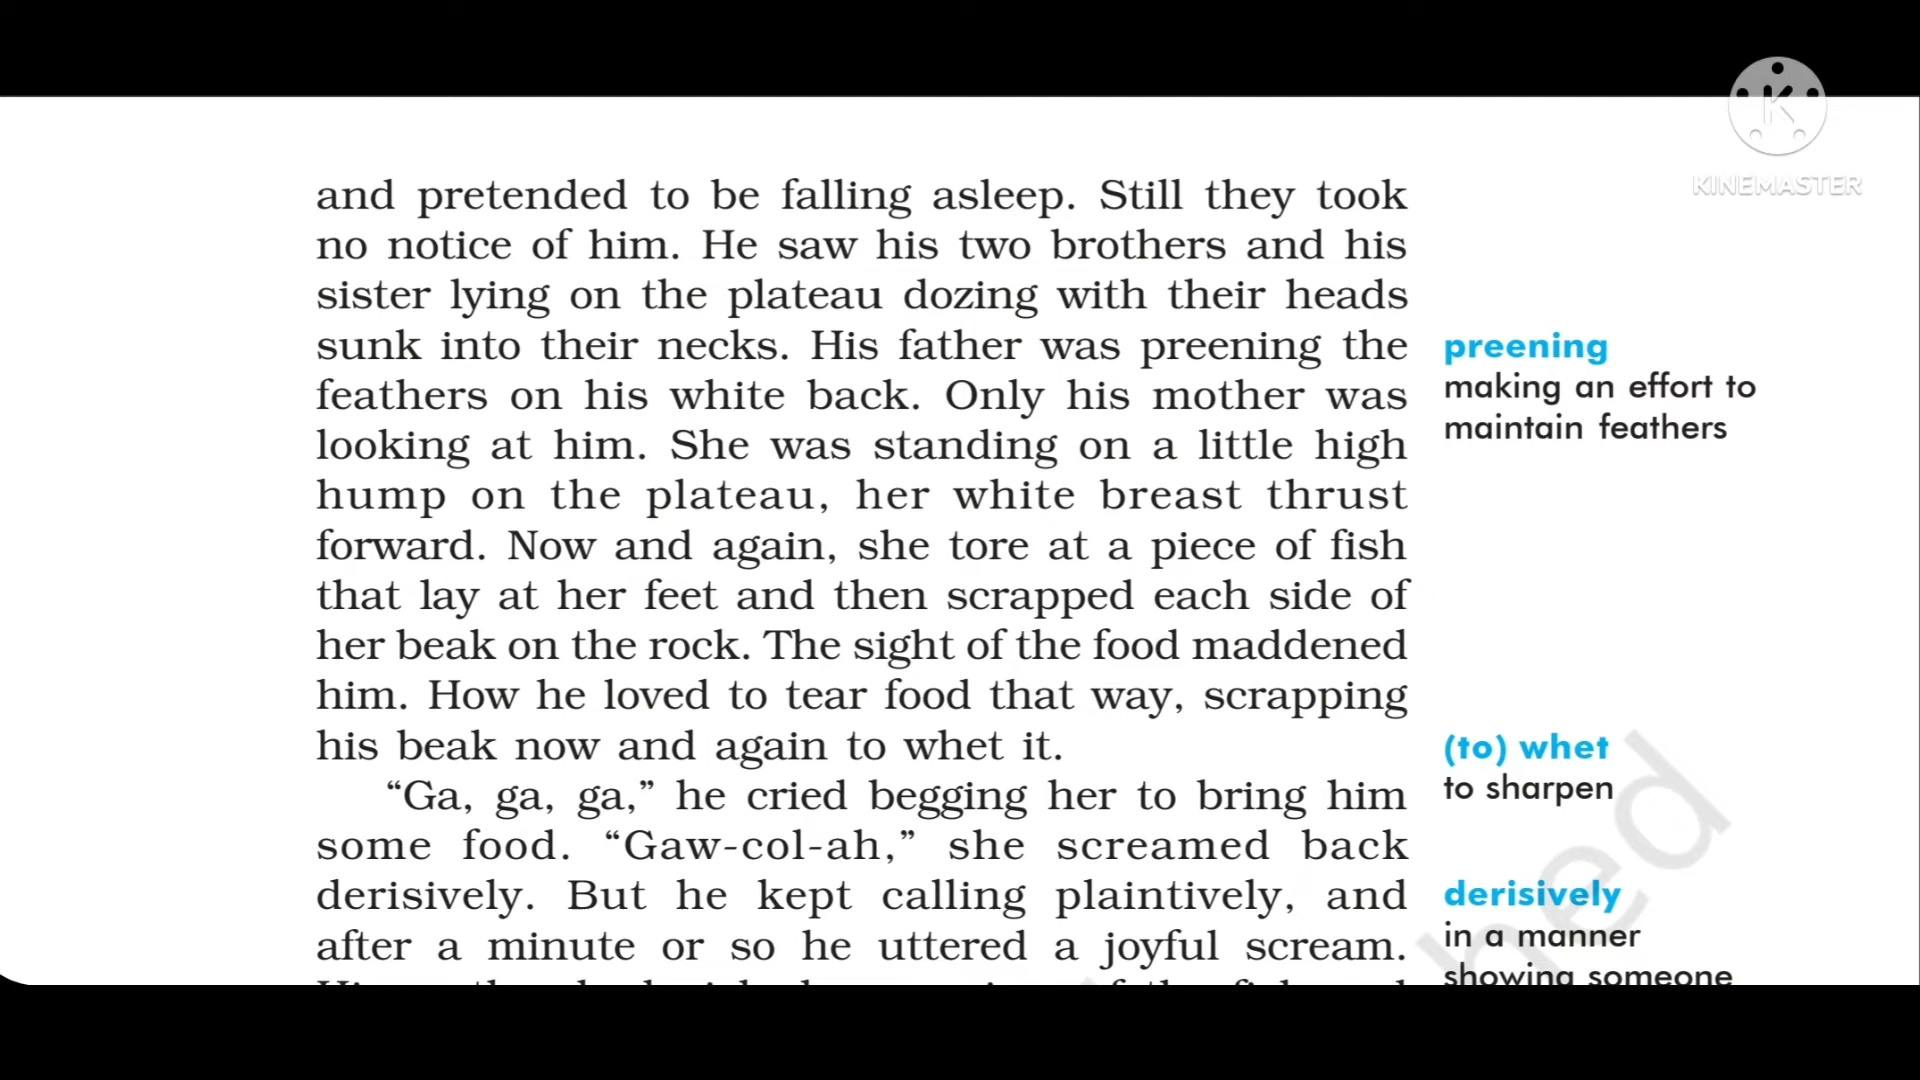 KINEMASTER
and pretended to be falling asleep. Still they took
no notice of him. He saw his two brothers and his
sister lying on the plateau dozing with their heads
sunk into their necks. His father was preening the
feathers on his white back. Only his mother was
looking at him. She was standing on a little high
hump on the plateau, her white breast thrust
forward. Now and again, she tore at a piece of fish
that lay at her feet and then scrapped each side of
her beak on the rock. The sight of the food maddened
him. How he loved to tear food that way, scrapping
his beak now and again to whet it.
“Ga, ga, ga,” he cried begging her to bring him
some food. “Gaw-col-ah,” she screamed back
derisively. But he kept calling plaintively, and
after a minute or so he uttered a joyful scream.
preening
making an effort to
maintain feathers
(to) whet
to sharpen
derisively
in a manner
showing someone
hed